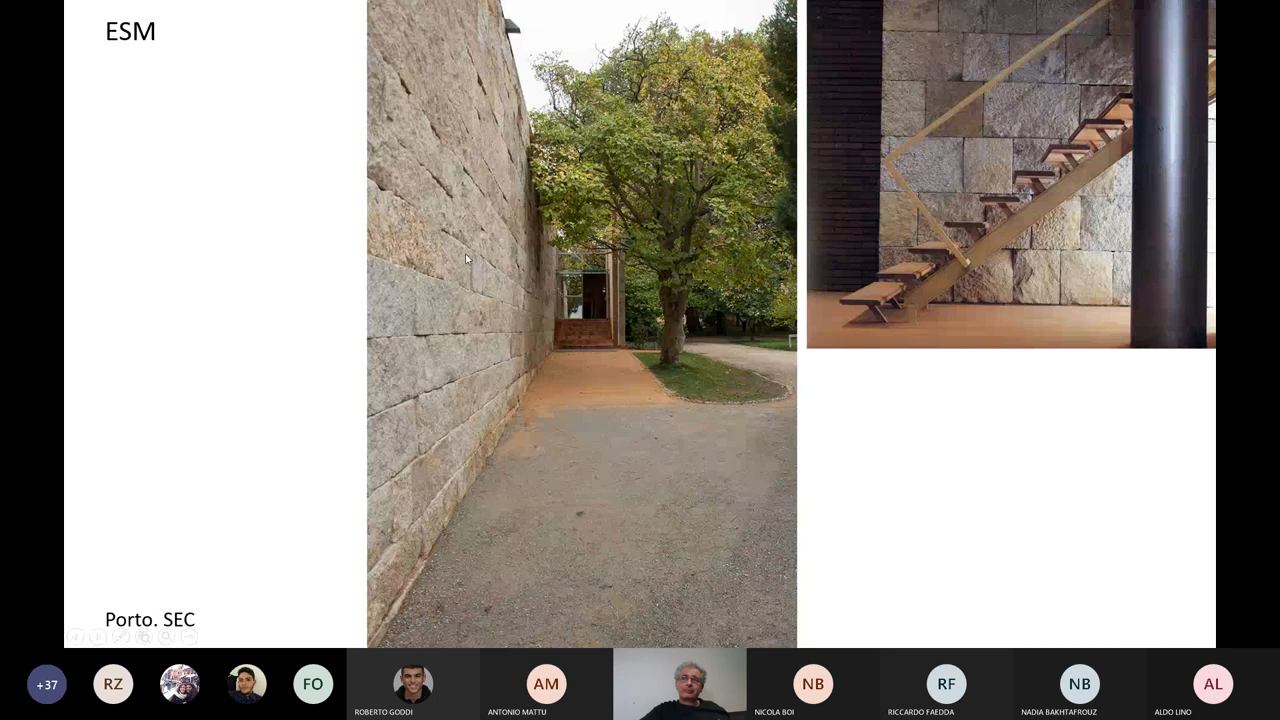 ESM
Porto. SEC
+37
RZ
FO
ROBERTO GODDI
AM
ANTONIO MATTU
NB
NICOLA BOI
RF
RICCARDO FAEDDA
NB
NADIA BAKHTAFROUZ
AL
ALDO LINO